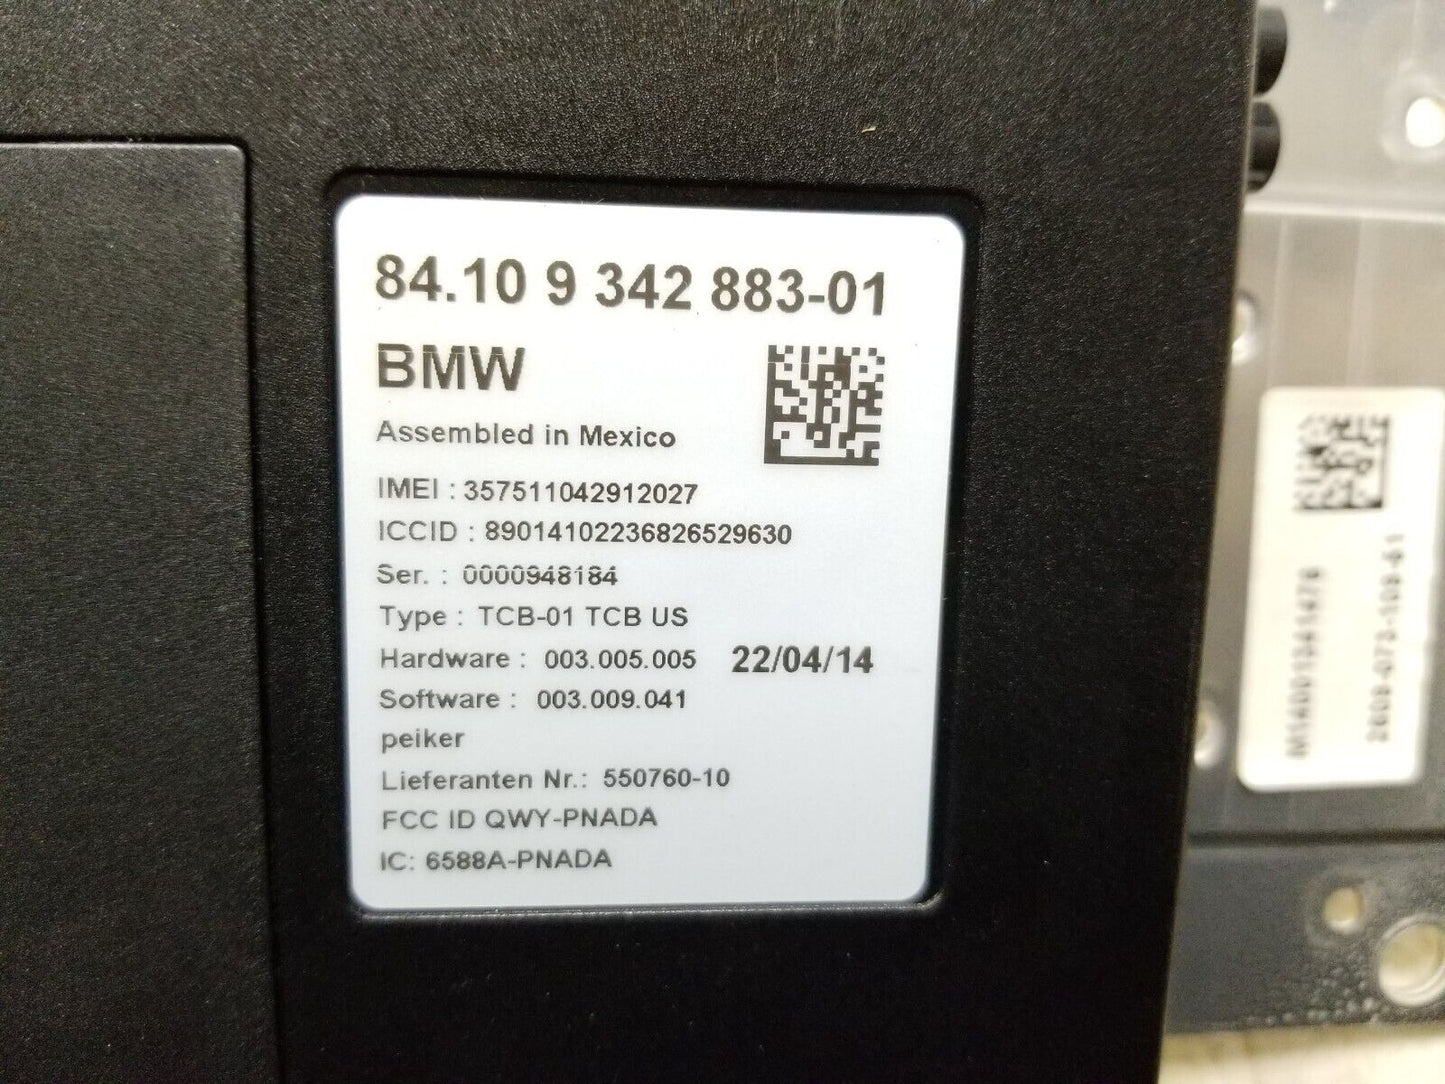 84.10 9 342 883-01
BMW
Assembled in Mexico
IMEI : 357511042912027
ICCID : 89014102236826529630
Ser. : 0000948184
Type : TCB-01 TCB US
Hardware : 003.005.005 22/04/14
Software : 003.009.041
peiker
Lieferanten Nr.: 550760-10
FCC ID QWY-PNADA
IC: 6588A-PNADA